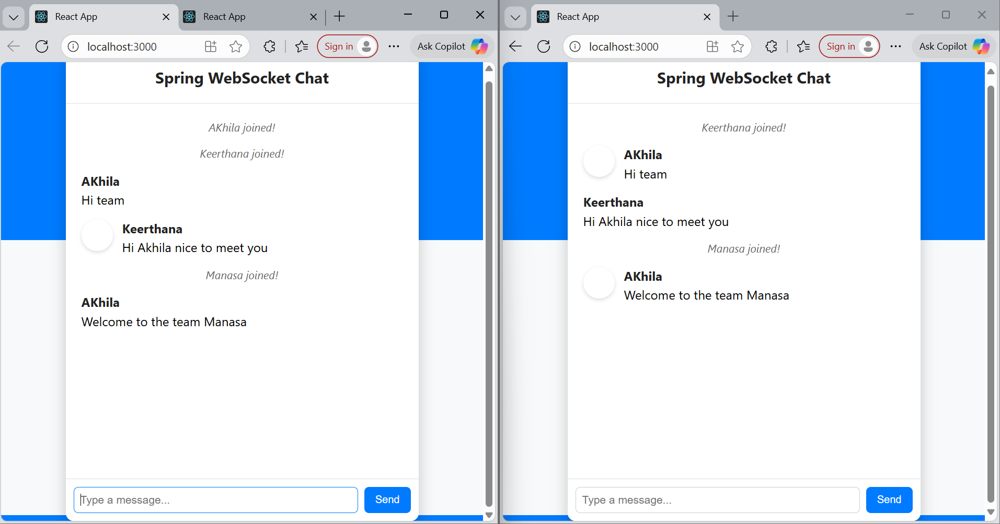 React App
React App
localhost:3000
Sign in
Ask Copilot
Spring WebSocket Chat
AKhila joined!
Keerthana joined!
AKhila
Hi team
Keerthana
Hi Akhila nice to meet you
Manasa joined!
AKhila
Welcome to the team Manasa
Type a message...
Send
React App
localhost:3000
Sign in
Ask Copilot
Spring WebSocket Chat
Keerthana joined!
AKhila
Hi team
Keerthana
Hi Akhila nice to meet you
Manasa joined!
AKhila
Welcome to the team Manasa
Type a message...
Send